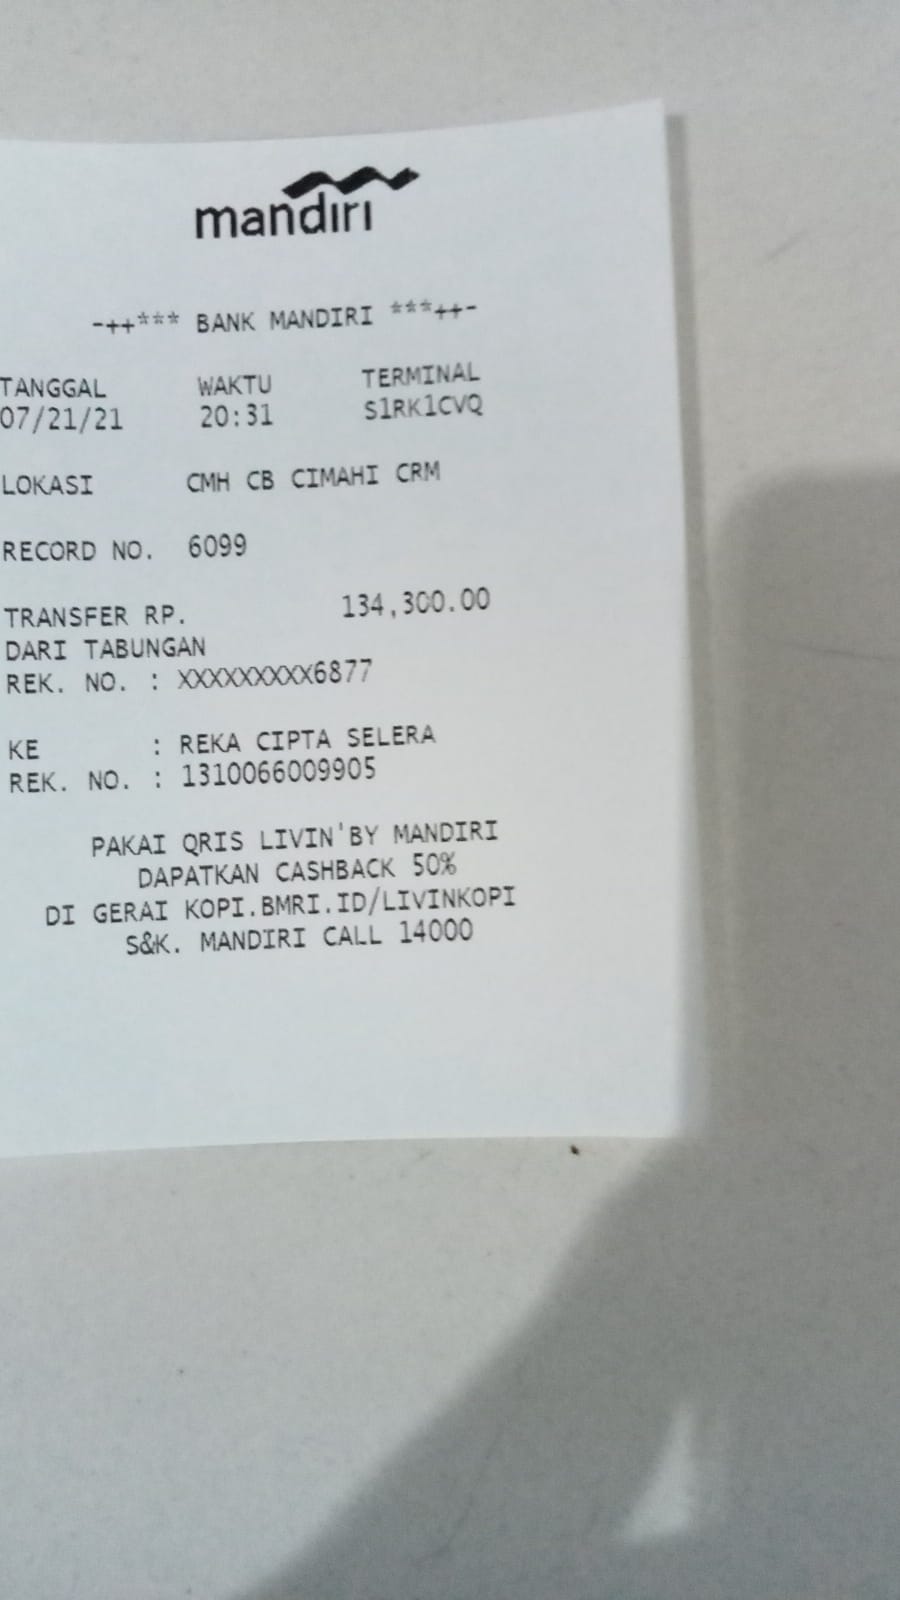 mandiri
-++*** BANK MANDIRI ***++-
TANGGAL WAKTU TERMINAL
07/21/21 20:31 S1RK1CVQ
LOKASI CMH CB CIMAHI CRM
RECORD NO. 6099
TRANSFER RP. 134,300.00
DARI TABUNGAN
REK. NO. : XXXXXXXXX6877
KE : REKA CIPTA SELERA
REK. NO. : 1310066009905
PAKAI QRIS LIVIN'BY MANDIRI
DAPATKAN CASHBACK 50%
DI GERAI KOPI.BMRI.ID/LIVINKOPI
S&K. MANDIRI CALL 14000